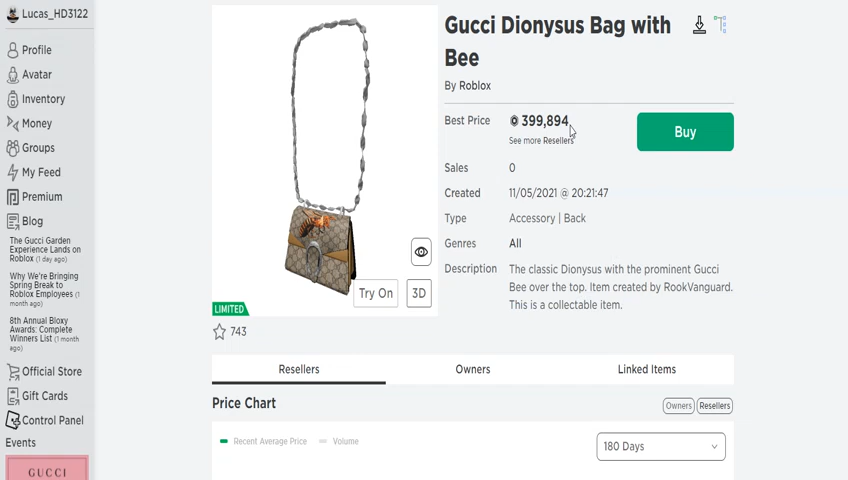 Lucas_HD3122
Profile
Avatar
Inventory
Money
Groups
My Feed
Premium
Blog
The Gucci Garden
Experience Lands on
Roblox (1 day ago)
Why We're Bringing
Spring Break to
Roblox Employees (1
month ago)
8th Annual Bloxy
Awards: Complete
Winners List (1 month
ago)
Official Store
Gift Cards
Control Panel
Events
GUCCI
LIMITED
Try On
3D
743
Gucci Dionysus Bag with
Bee
By Roblox
Best Price 399,894
See more Resellers
Buy
Sales 0
Created 11/05/2021 @ 20:21:47
Type Accessory | Back
Genres All
Description The classic Dionysus with the prominent Gucci
Bee over the top. Item created by RookVanguard.
This is a collectable item.
Resellers Owners Linked Items
Price Chart
Owners Resellers
Recent Average Price Volume
180 Days